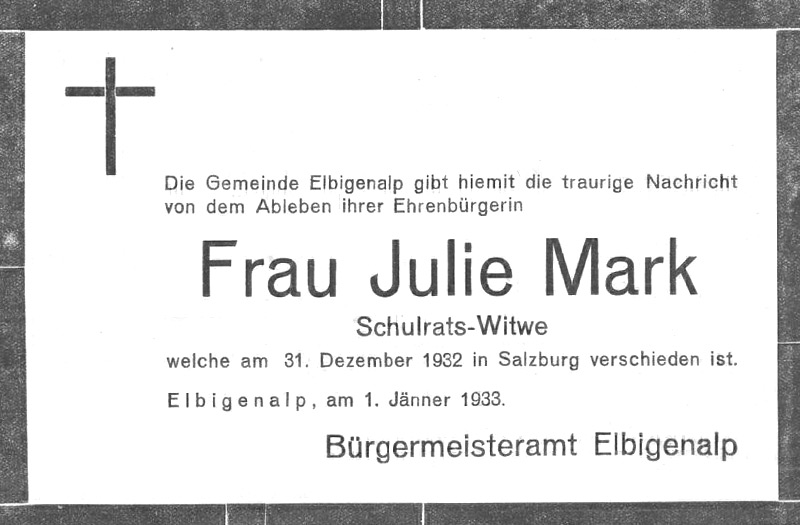 Die Gemeinde Elbigenalp gibt hiemit die traurige Nachricht
von dem Ableben ihrer Ehrenbürgerin
Frau Julie Mark
Schulrats-Witwe
welche am 31. Dezember 1932 in Salzburg verschieden ist.
Elbigenalp, am 1. Jänner 1933.
Bürgermeisteramt Elbigenalp